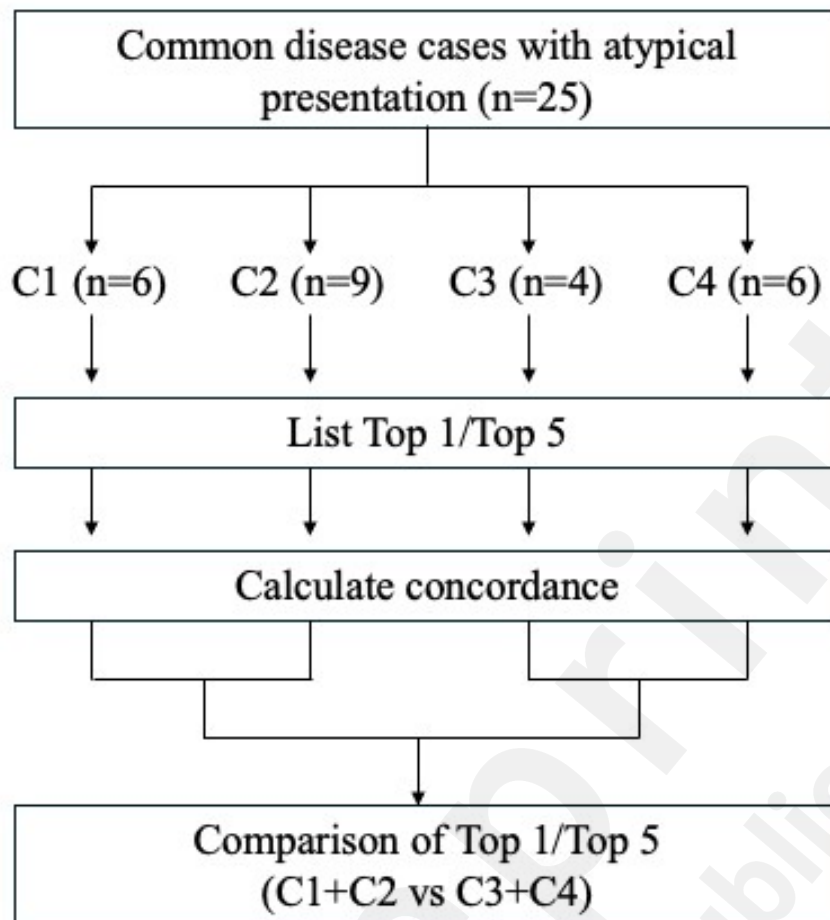 Common disease cases with atypical
presentation (n=25)
C1 (n=6) C2 (n=9) C3 (n=4) C4 (n=6)
List Top 1/Top 5
Calculate concordance
Comparison of Top 1/Top 5
(C1+C2 vs C3+C4)